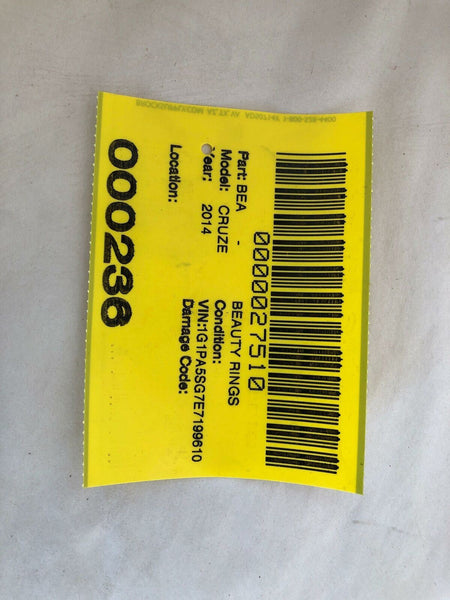 0000027510
Part: BEA - BEAUTY RINGS
Model: CRUZE Condition:
Year: 2014 VIN:1G1PA5SG7E7199610
Location: Damage Code:
000236